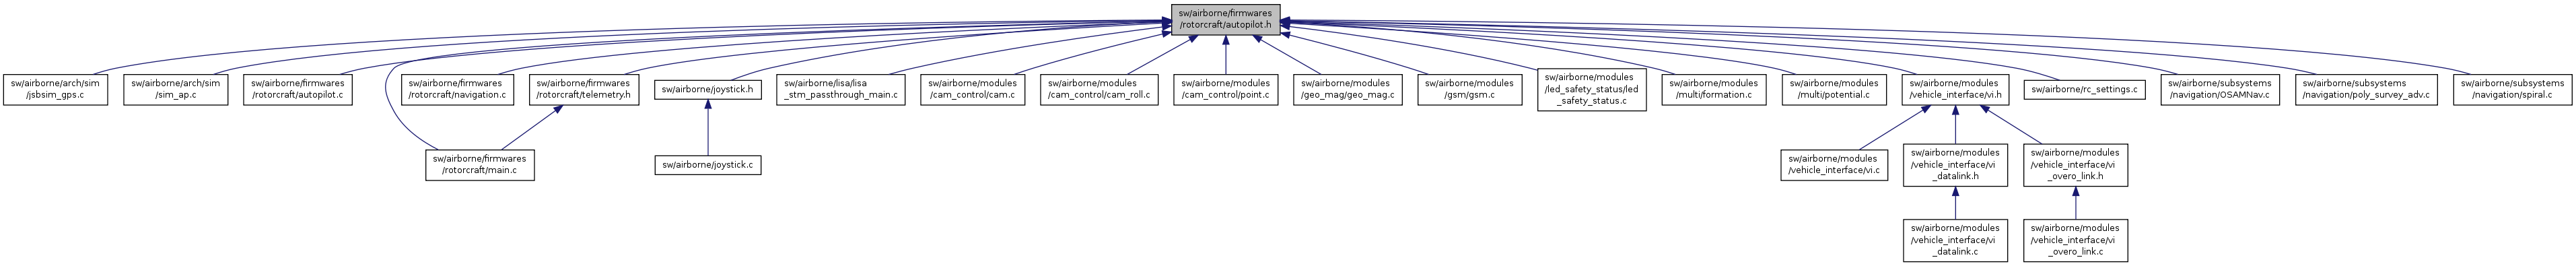 sw/airborne/firmwares
/rotorcraft/autopilot.h
sw/airborne/arch/sim
/jsbsim_gps.c
sw/airborne/arch/sim
/sim_ap.c
sw/airborne/firmwares
/rotorcraft/autopilot.c
sw/airborne/firmwares
/rotorcraft/navigation.c
sw/airborne/firmwares
/rotorcraft/telemetry.h
sw/airborne/joystick.h
sw/airborne/lisa/lisa
_stm_passthrough_main.c
sw/airborne/modules
/cam_control/cam.c
sw/airborne/modules
/cam_control/cam_roll.c
sw/airborne/modules
/cam_control/point.c
sw/airborne/modules
/geo_mag/geo_mag.c
sw/airborne/modules
/gsm/gsm.c
sw/airborne/modules
/led_safety_status/led
_safety_status.c
sw/airborne/modules
/multi/formation.c
sw/airborne/modules
/multi/potential.c
sw/airborne/modules
/vehicle_interface/vi.h
sw/airborne/rc_settings.c
sw/airborne/subsystems
/navigation/OSAMNav.c
sw/airborne/subsystems
/navigation/poly_survey_adv.c
sw/airborne/subsystems
/navigation/spiral.c
sw/airborne/firmwares
/rotorcraft/main.c
sw/airborne/joystick.c
sw/airborne/modules
/vehicle_interface/vi.c
sw/airborne/modules
/vehicle_interface/vi
_datalink.h
sw/airborne/modules
/vehicle_interface/vi
_overo_link.h
sw/airborne/modules
/vehicle_interface/vi
_datalink.c
sw/airborne/modules
/vehicle_interface/vi
_overo_link.c